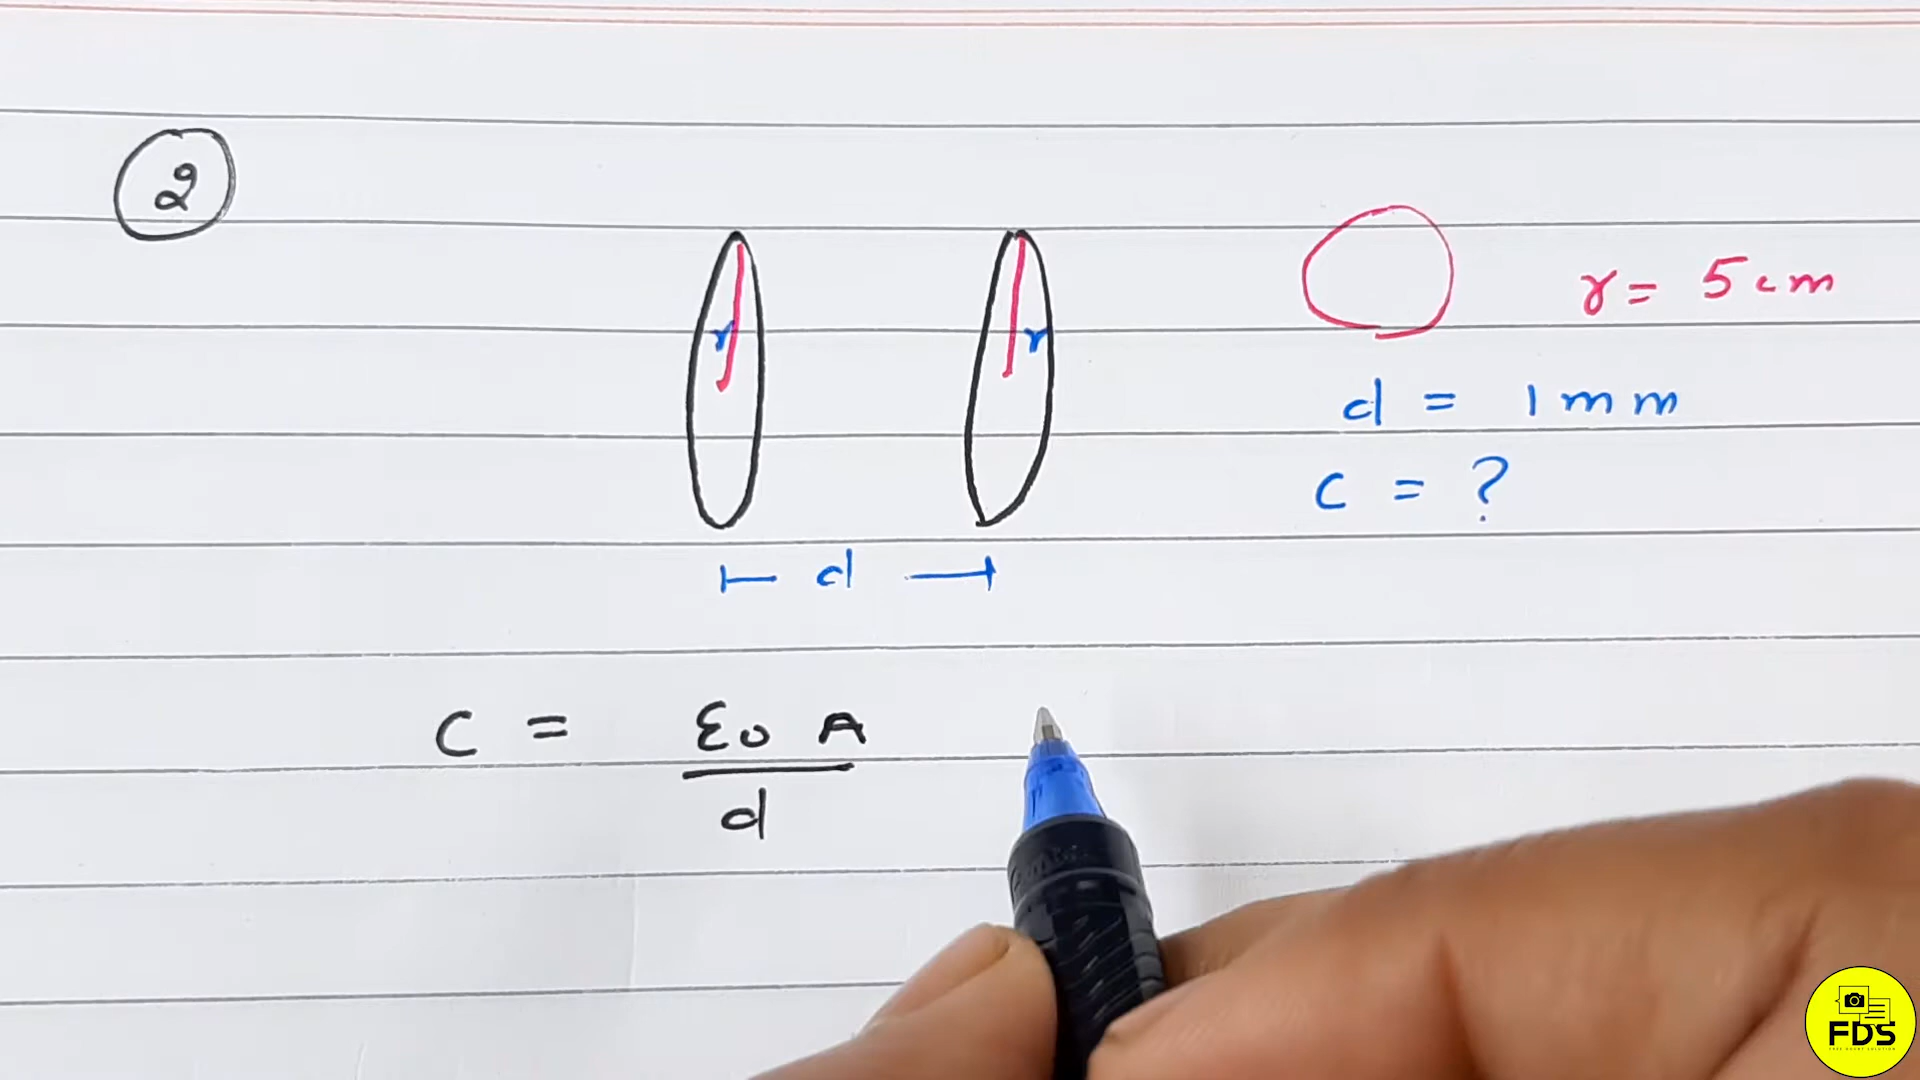 2
r = 5 cm
r r
d = 1 mm
C = ?
d
C = ε₀ A
d
FDS